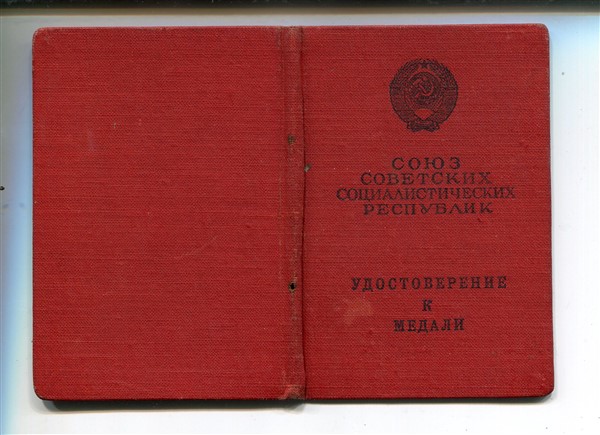 СОЮЗ
СОВЕТСКИХ
СОЦИАЛИСТИЧЕСКИХ
РЕСПУБЛИК
УДОСТОВЕРЕНИЕ
К
МЕДАЛИ